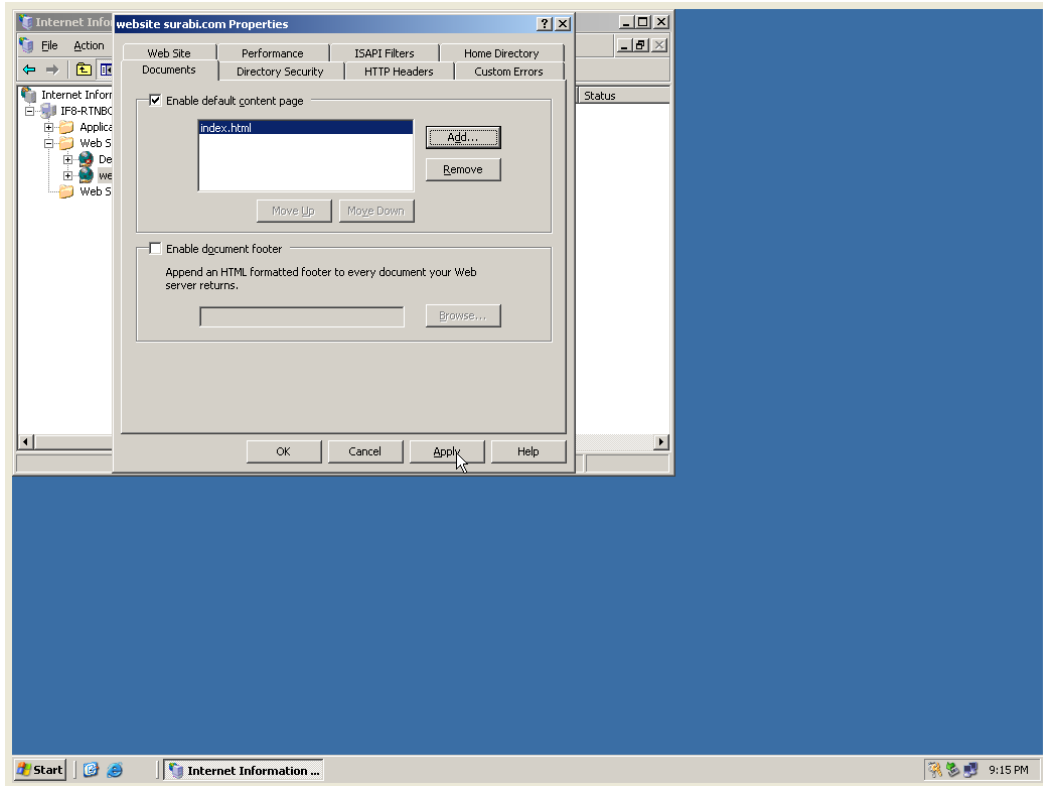 Internet Infor
website surabi.com Properties
File Action
Web Site Performance ISAPI Filters Home Directory
Documents Directory Security HTTP Headers Custom Errors
Internet Inform
IF8-RTNBC
Applica
Web S
De
we
Web S
Status
Enable default content page
index.html
Add...
Remove
Move Up Move Down
Enable document footer
Append an HTML formatted footer to every document your Web
server returns.
Browse...
OK Cancel Apply Help
Start Internet Information ... 9:15 PM